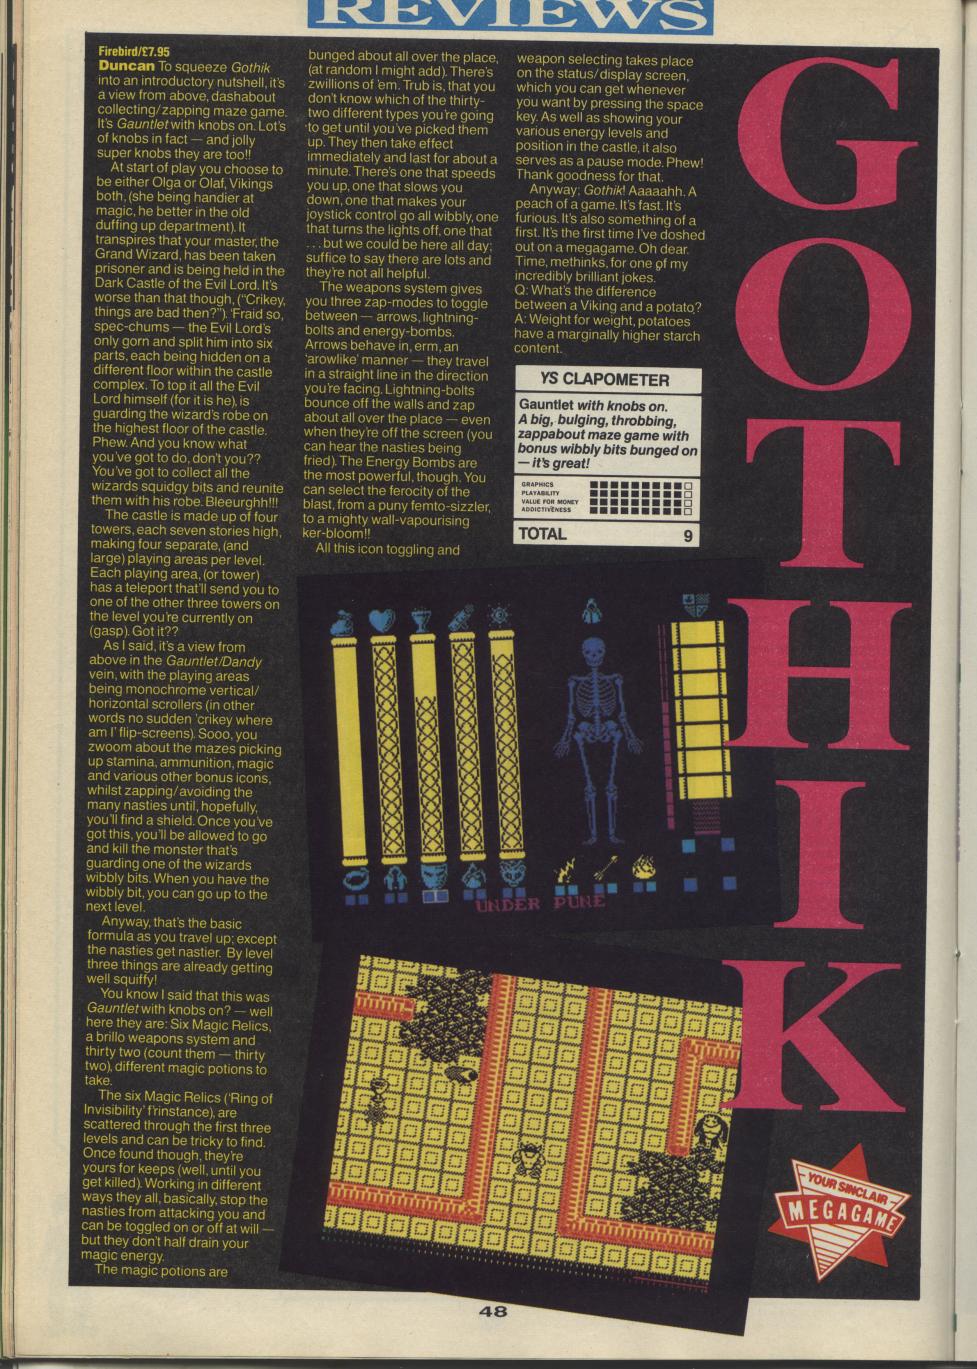 REVIEWS
Firebird/£7.95
Duncan To squeeze Gothik
into an introductory nutshell, it's
a view from above, dashabout
collecting/zapping maze game.
It's Gauntlet with knobs on. Lot's
of knobs in fact — and jolly
super knobs they are too!!
At start of play you choose to
be either Olga or Olaf, Vikings
both, (she being handier at
magic, he better in the old
duffing up department). It
transpires that your master, the
Grand Wizard, has been taken
prisoner and is being held in the
Dark Castle of the Evil Lord. It's
worse than that though, ("Crikey,
things are bad then?"). 'Fraid so,
spec-chums — the Evil Lord's
only gorn and split him into six
parts, each being hidden on a
different floor within the castle
complex. To top it all the Evil
Lord himself (for it is he), is
guarding the wizard's robe on
the highest floor of the castle.
Phew. And you know what
you've got to do, don't you??
You've got to collect all the
wizards squidgy bits and reunite
them with his robe. Bleeurghh!!!
The castle is made up of four
towers, each seven stories high,
making four separate, (and
large) playing areas per level.
Each playing area, (or tower)
has a teleport that'll send you to
one of the other three towers on
the level you're currently on
(gasp). Got it??
As I said, it's a view from
above in the Gauntlet/Dandy
vein, with the playing areas
being monochrome vertical/
horizontal scrollers (in other
words no sudden 'crikey where
am I' flip-screens). Sooo, you
zwoom about the mazes picking
up stamina, ammunition, magic
and various other bonus icons,
whilst zapping/avoiding the
many nasties until, hopefully,
you'll find a shield. Once you've
got this, you'll be allowed to go
and kill the monster that's
guarding one of the wizards
wibbly bits. When you have the
wibbly bit, you can go up to the
next level.
Anyway, that's the basic
formula as you travel up; except
the nasties get nastier. By level
three things are already getting
well squiffy!
You know I said that this was
Gauntlet with knobs on? — well
here they are: Six Magic Relics,
a brillo weapons system and
thirty two (count them — thirty
two), different magic potions to
take.
The six Magic Relics ('Ring of
Invisibility' f'rinstance), are
scattered through the first three
levels and can be tricky to find.
Once found though, they're
yours for keeps (well, until you
get killed). Working in different
ways they all, basically, stop the
nasties from attacking you and
can be toggled on or off at will —
but they don't half drain your
magic energy.
The magic potions are
bunged about all over the place,
(at random I might add). There's
zwillions of 'em. Trub is, that you
don't know which of the thirty-
two different types you're going
to get until you've picked them
up. They then take effect
immediately and last for about a
minute. There's one that speeds
you up, one that slows you
down, one that makes your
joystick control go all wibbly, one
that turns the lights off, one that
... but we could be here all day;
suffice to say there are lots and
they're not all helpful.
The weapons system gives
you three zap-modes to toggle
between — arrows, lightning-
bolts and energy-bombs.
Arrows behave in, erm, an
'arowlike' manner — they travel
in a straight line in the direction
you're facing. Lightning-bolts
bounce off the walls and zap
about all over the place — even
when they're off the screen (you
can hear the nasties being
fried). The Energy Bombs are
the most powerful, though. You
can select the ferocity of the
blast, from a puny femto-sizzler,
to a mighty wall-vapourising
ker-bloom!!
All this icon toggling and
weapon selecting takes place
on the status/display screen,
which you can get whenever
you want by pressing the space
key. As well as showing your
various energy levels and
position in the castle, it also
serves as a pause mode. Phew!
Thank goodness for that.
Anyway; Gothik! Aaaaahh. A
peach of a game. It's fast. It's
furious. It's also something of a
first. It's the first time I've doshed
out on a megagame. Oh dear.
Time, methinks, for one of my
incredibly brilliant jokes.
Q: What's the difference
between a Viking and a potato?
A: Weight for weight, potatoes
have a marginally higher starch
content.
YS CLAPOMETER
Gauntlet with knobs on.
A big, bulging, throbbing,
zappabout maze game with
bonus wibbly bits bunged on
— it's great!
GRAPHICS
PLAYABILITY
VALUE FOR MONEY
ADDICTIVENESS
TOTAL 9
UNDER PUNE
GOTHIK
YOUR SINCLAIR
MEGAGAME
48